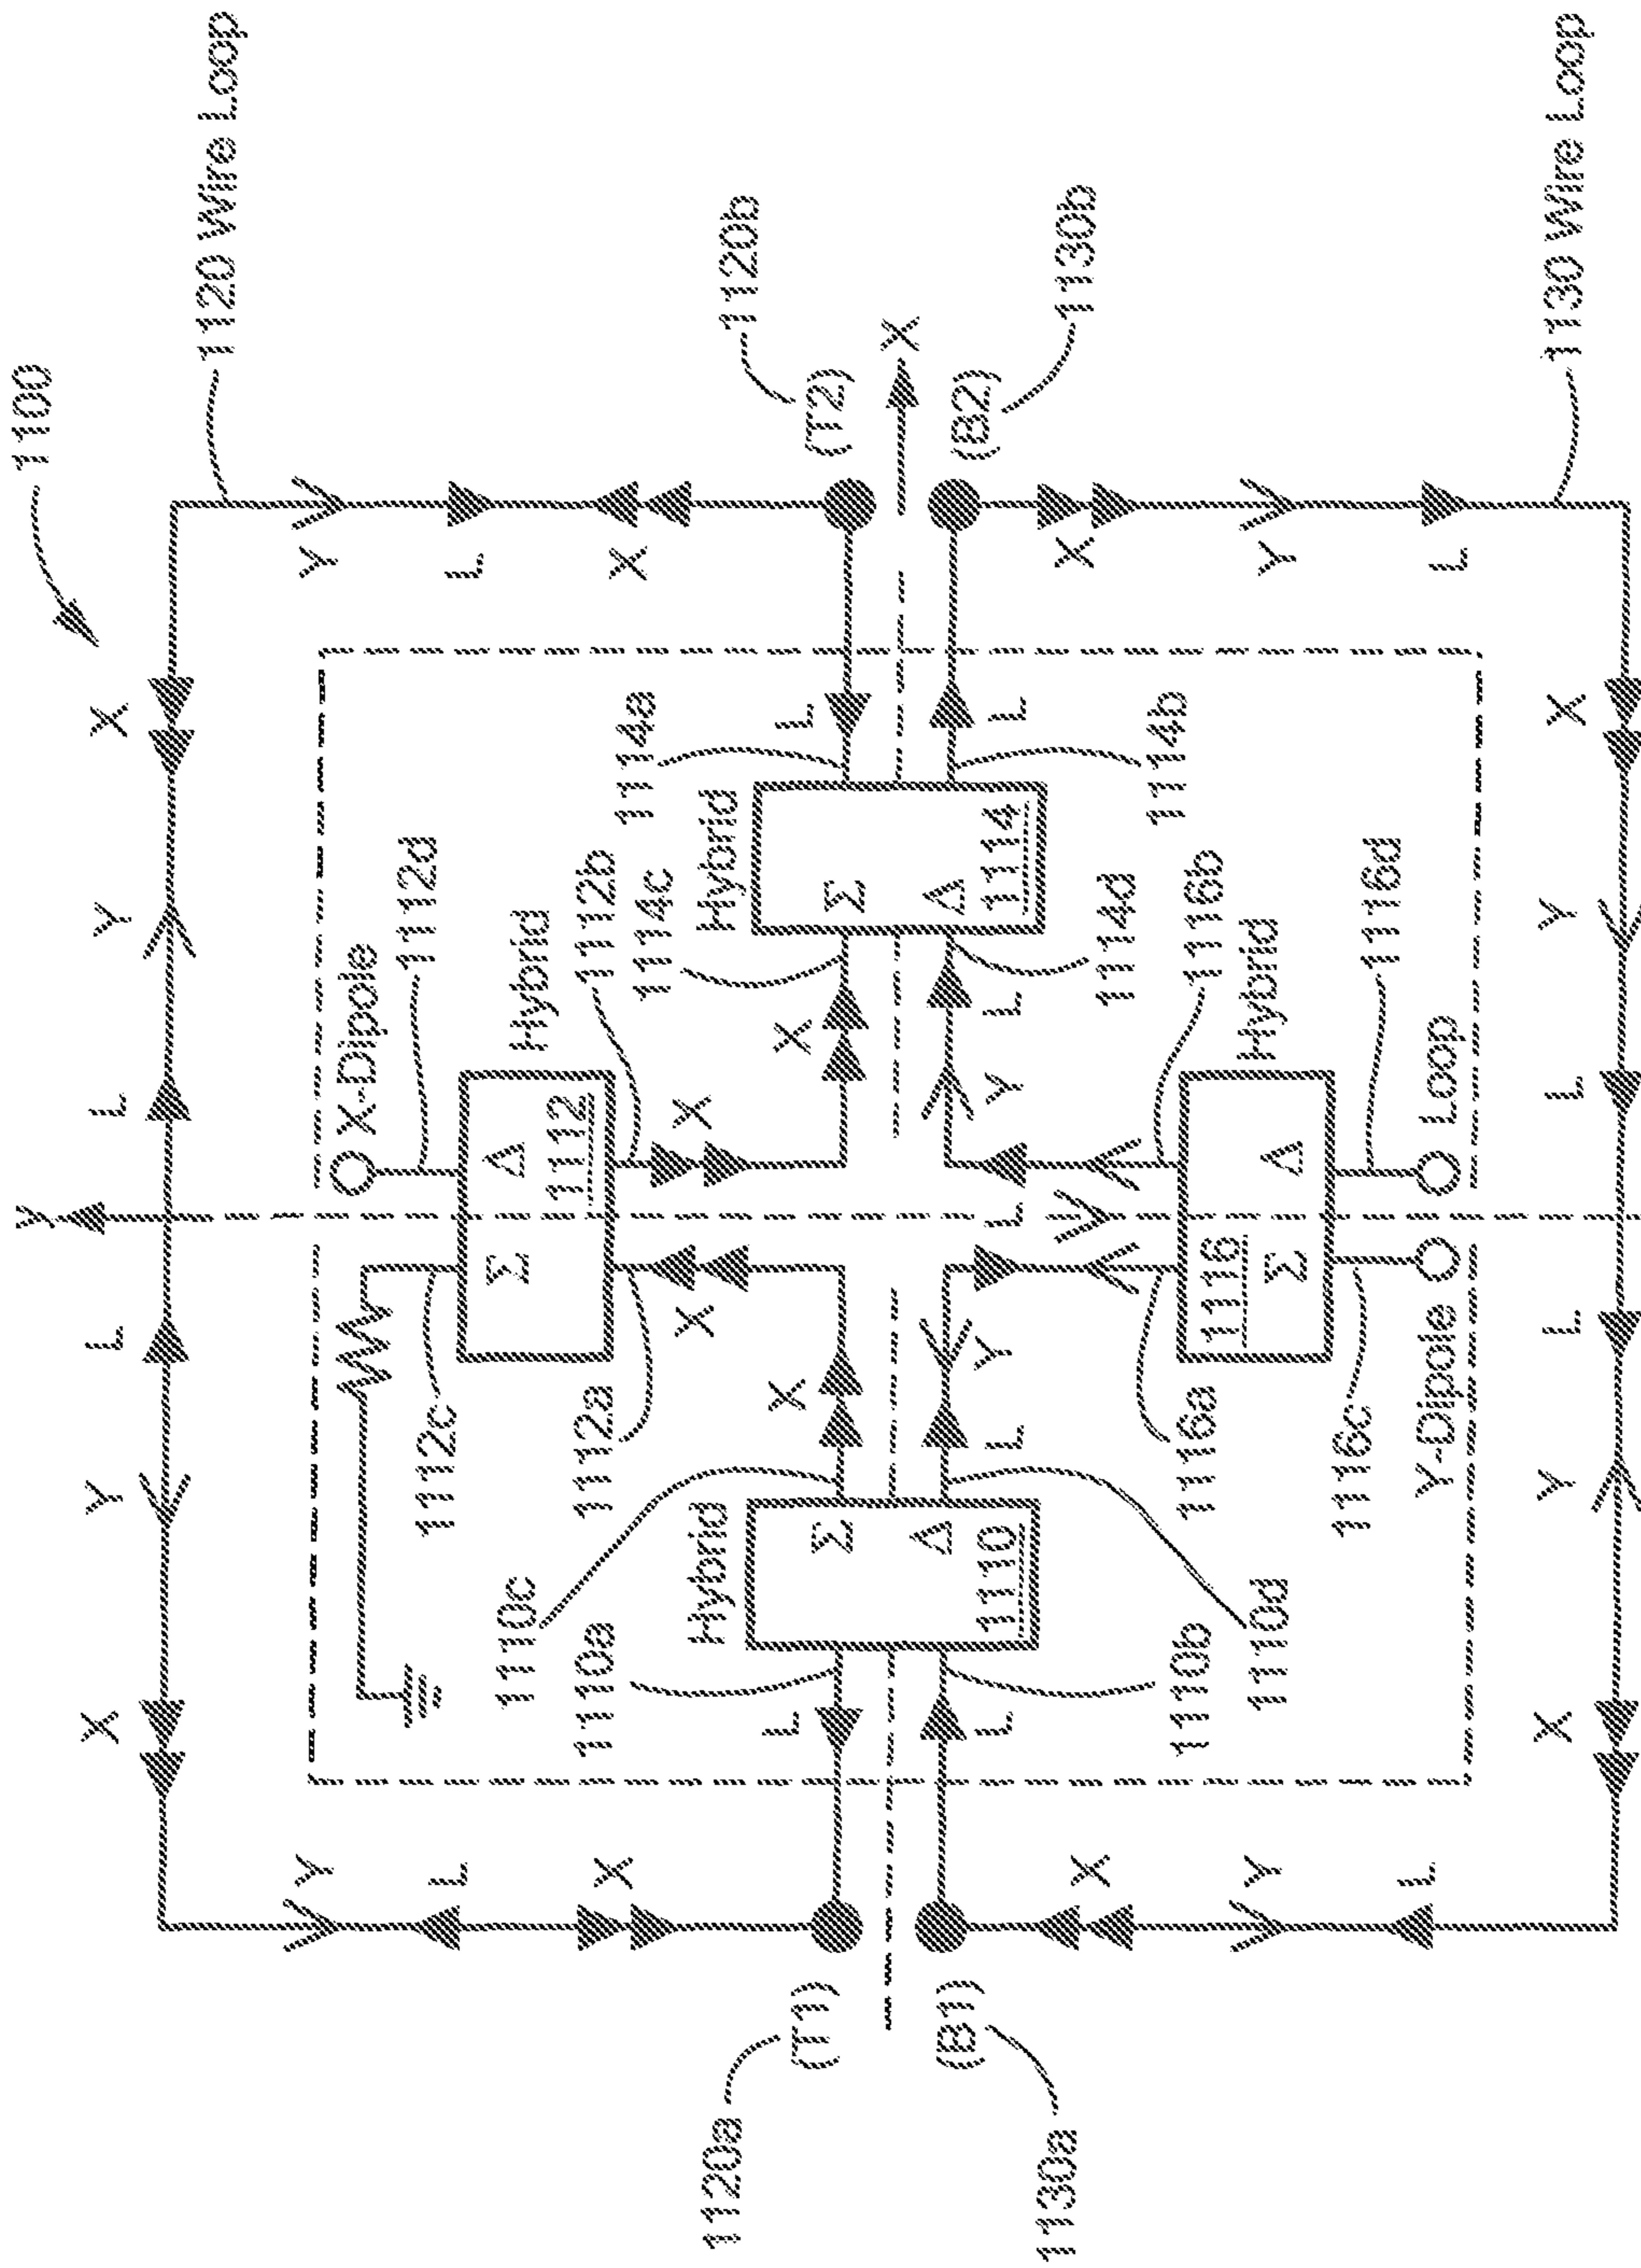 1100
Y
X
Y
L
L
Y
X
1120 Wire Loop
Y
L
X
Y
L
X
X-Dipole
1112d
1112c
Σ
Δ
1112
Hybrid
1112a
1112b
X
X
1110c
1110a
Hybrid
Σ
Δ
1110
L
L
1110b
1110d
X
L
Y
X
L
Y
1114c
1114a
Hybrid
Σ
Δ
1114
L
L
1114b
1114d
1120a
(T1)
(B1)
1130a
1120b
(T2)
X
(B2)
1130b
L
Y
1116a
1116b
Hybrid
1116
Σ
Δ
1116c
1116d
Y-Dipole
Loop
X
Y
L
X
Y
L
X
Y
L
L
Y
X
1130 Wire Loop